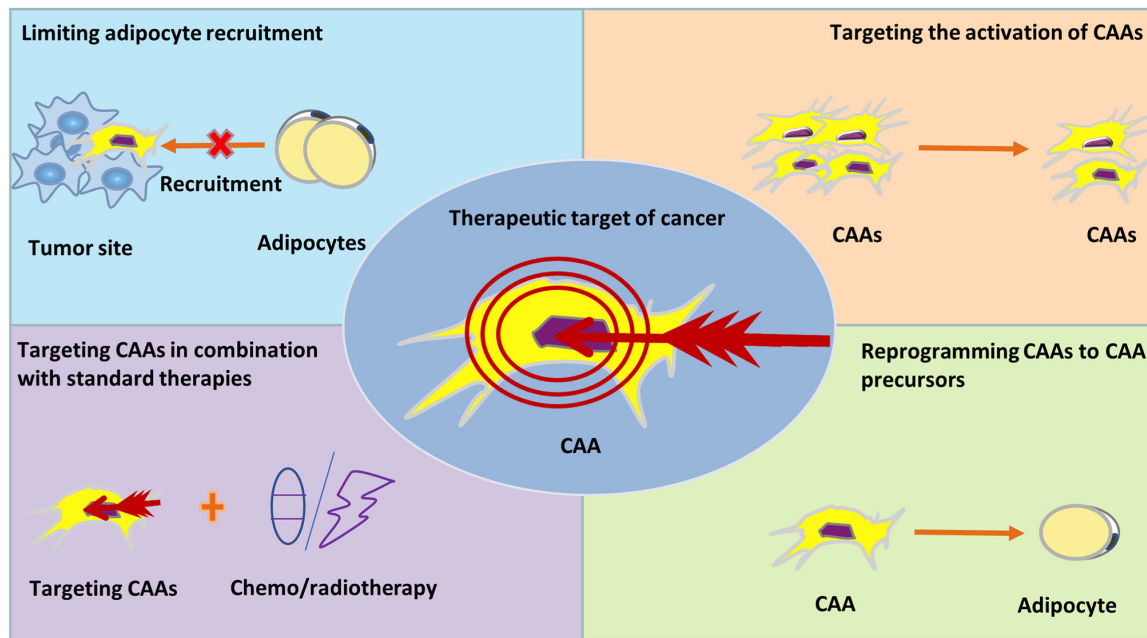 Limiting adipocyte recruitment
Recruitment
Tumor site
Adipocytes
Targeting the activation of CAAs
CAAs
CAAs
Therapeutic target of cancer
CAA
Targeting CAAs in combination
with standard therapies
Targeting CAAs
Chemo/radiotherapy
Reprogramming CAAs to CAA
precursors
CAA
Adipocyte